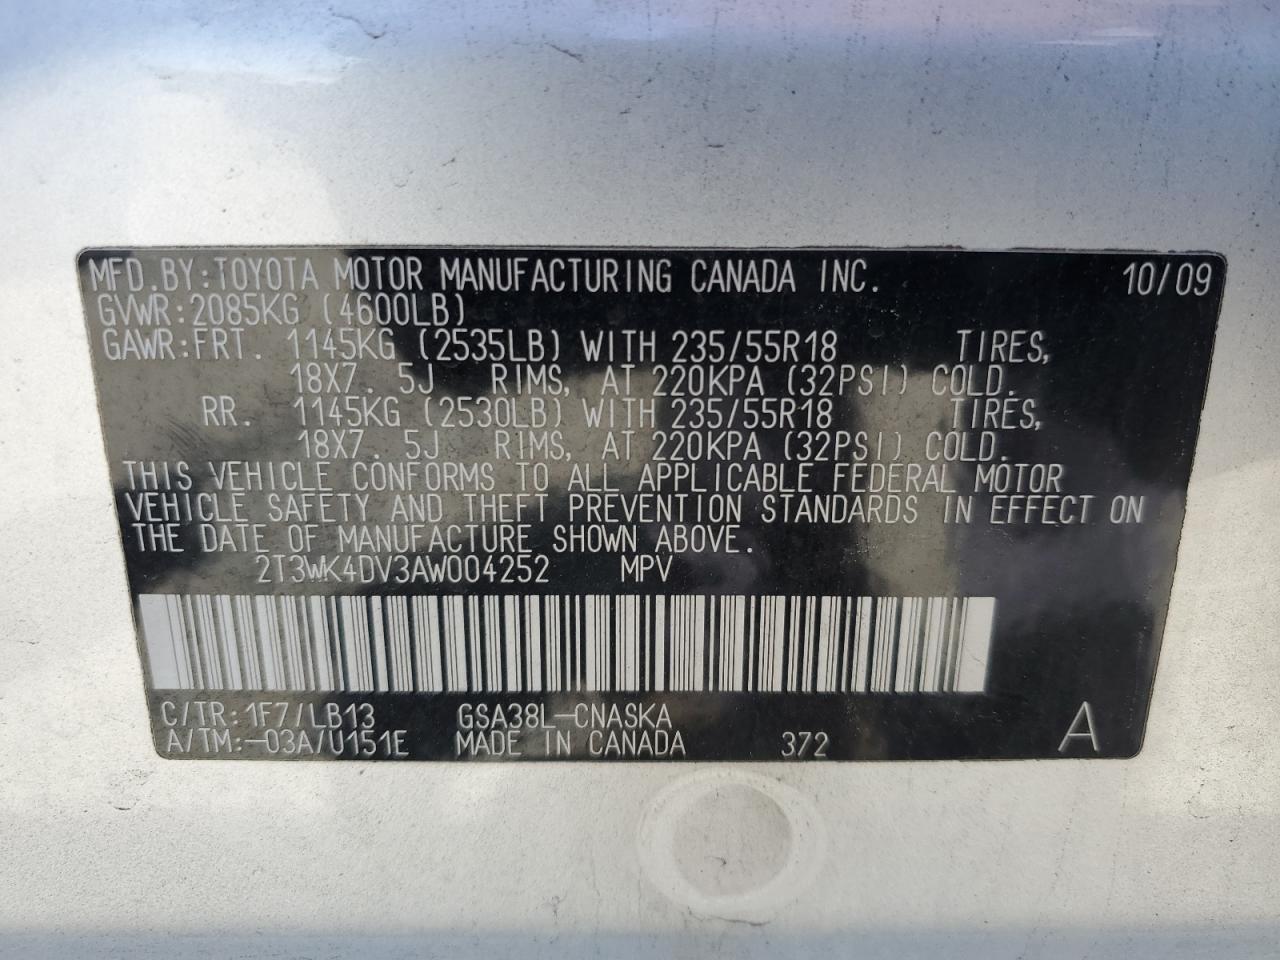 MFD.BY:TOYOTA MOTOR MANUFACTURING CANADA INC. 10/09
GVWR:2085KG (4600LB)
GAWR:FRT. 1145KG (2535LB) WITH 235/55R18 TIRES,
18X7. 5J RIMS, AT 220KPA (32PSI) COLD.
RR. 1145KG (2530LB) WITH 235/55R18 TIRES,
18X7. 5J RIMS, AT 220KPA (32PSI) COLD.
THIS VEHICLE CONFORMS TO ALL APPLICABLE FEDERAL MOTOR
VEHICLE SAFETY AND THEFT PREVENTION STANDARDS IN EFFECT ON
THE DATE OF MANUFACTURE SHOWN ABOVE.
2T3WK4DV3AW004252 MPV
C/TR:1F7/LB13 GSA38L-CNASKA
A/TM:-03A/U151E MADE IN CANADA 372 A